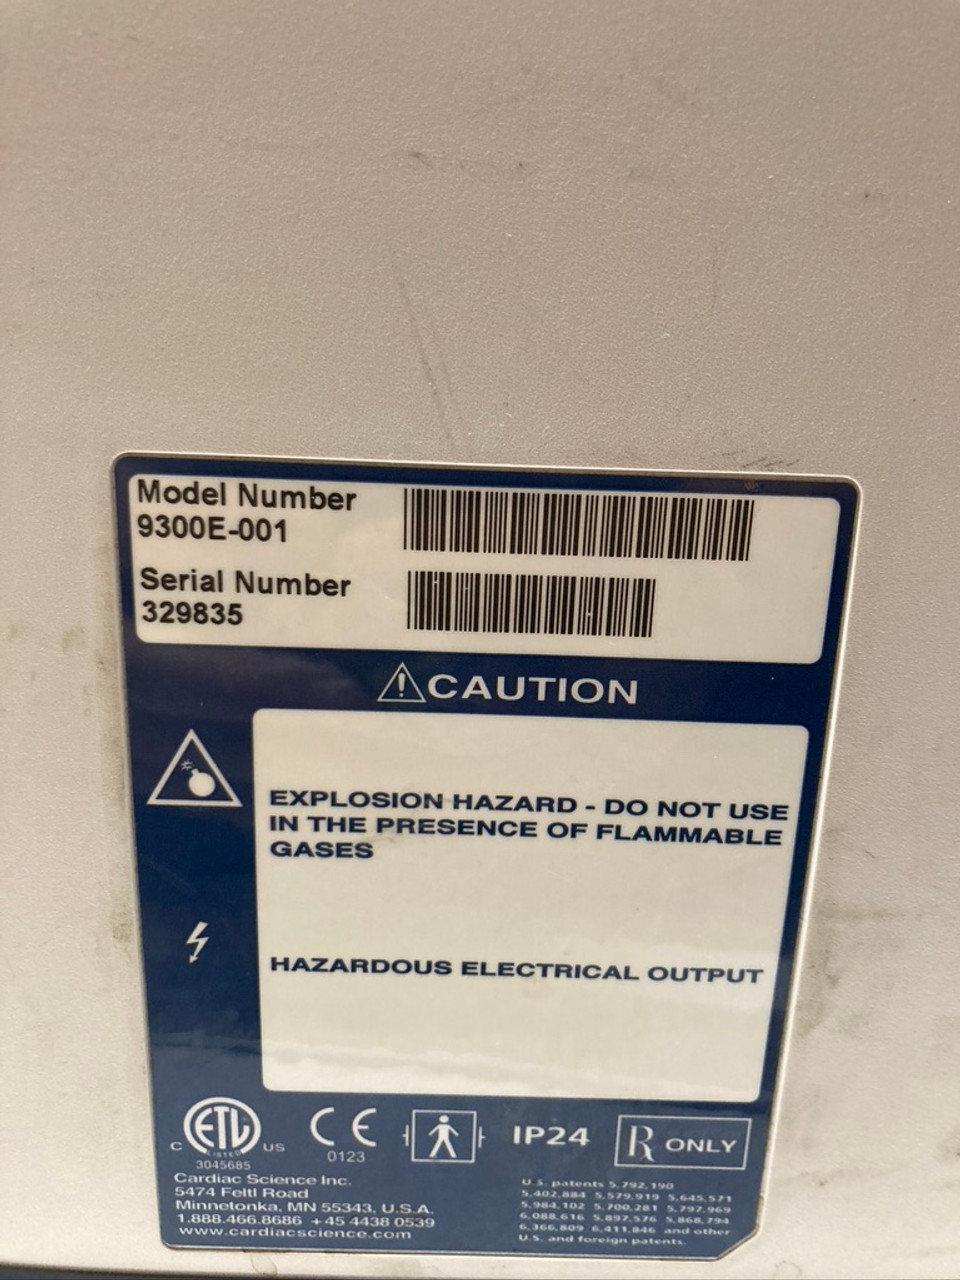 Model Number
9300E-001
Serial Number
329835
CAUTION
EXPLOSION HAZARD - DO NOT USE
IN THE PRESENCE OF FLAMMABLE
GASES
HAZARDOUS ELECTRICAL OUTPUT
ETL
C LISTED US
3045685
CE
0123
IP24
R ONLY
Cardiac Science Inc.
5474 Feltl Road
Minnetonka, MN 55343, U.S.A.
1.888.466.8686 +45 4438 0539
www.cardiacscience.com
U.S. patents 5,792,190
5,402,884 5,579,919 5,645,571
5,984,102 5,700,281 5,797,969
6,088,616 5,897,576 5,868,794
6,366,809 6,411,846 and other
U.S. and foreign patents.